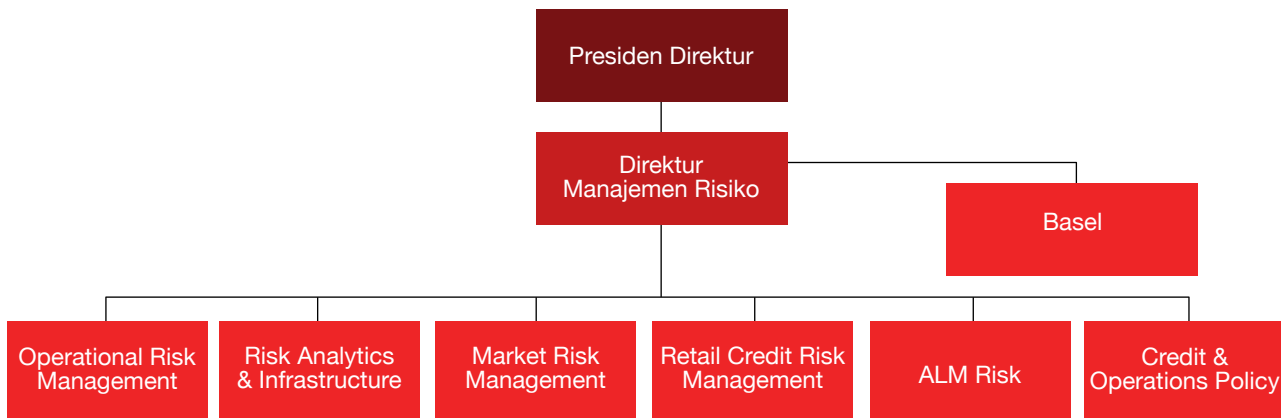 Presiden Direktur
Direktur
Manajemen Risiko
Basel
Operational Risk
Management
Risk Analytics
& Infrastructure
Market Risk
Management
Retail Credit Risk
Management
ALM Risk
Credit &
Operations Policy